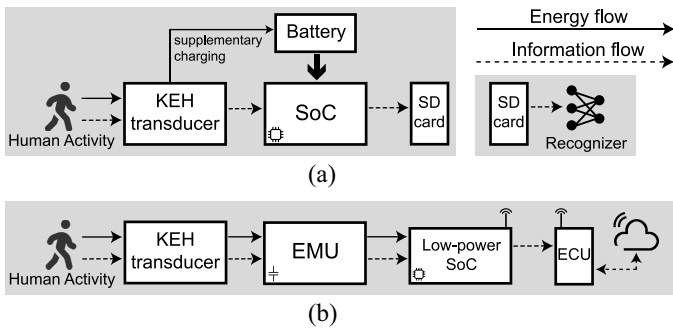 Battery
supplementary
charging
KEH
transducer
SoC
SD
card
Human Activity
Energy flow
Information flow
SD
card
Recognizer
(a)
KEH
transducer
EMU
Low-power
SoC
ECU
Human Activity
(b)